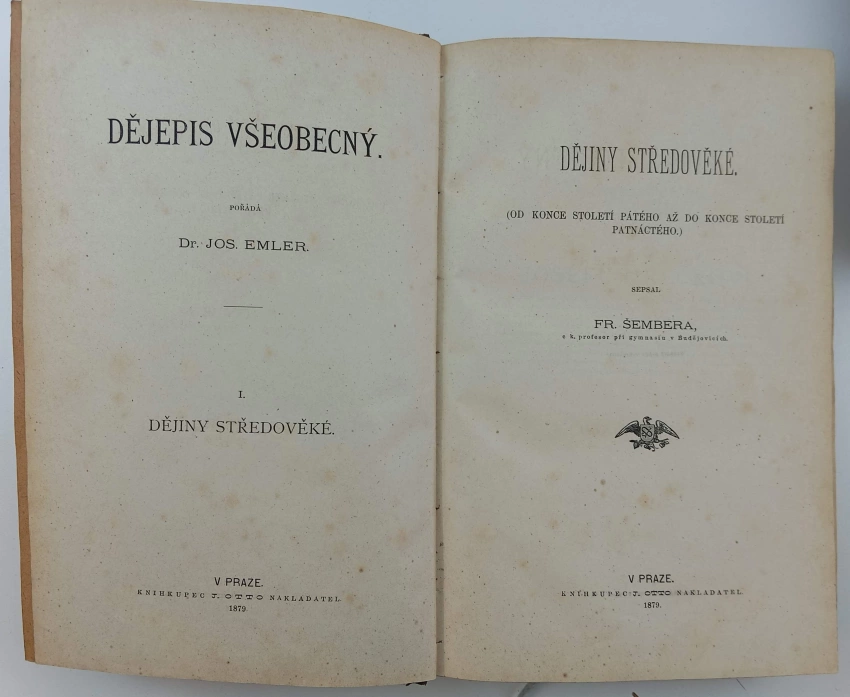 DĚJEPIS VŠEOBECNÝ.
POŘÁDÁ
Dr. JOS. EMLER.
I.
DĚJINY STŘEDOVĚKÉ.
V PRAZE.
KNIHKUPEC J. OTTO NAKLADATEL.
1879.
DĚJINY STŘEDOVĚKÉ.
(OD KONCE STOLETÍ PÁTÉHO AŽ DO KONCE STOLETÍ
PATNÁCTÉHO.)
SEPSAL
FR. ŠEMBERA,
c k. profesor při gymnasiu v Budějovicích.
V PRAZE.
KNIHKUPEC J. OTTO NAKLADATEL.
1879.